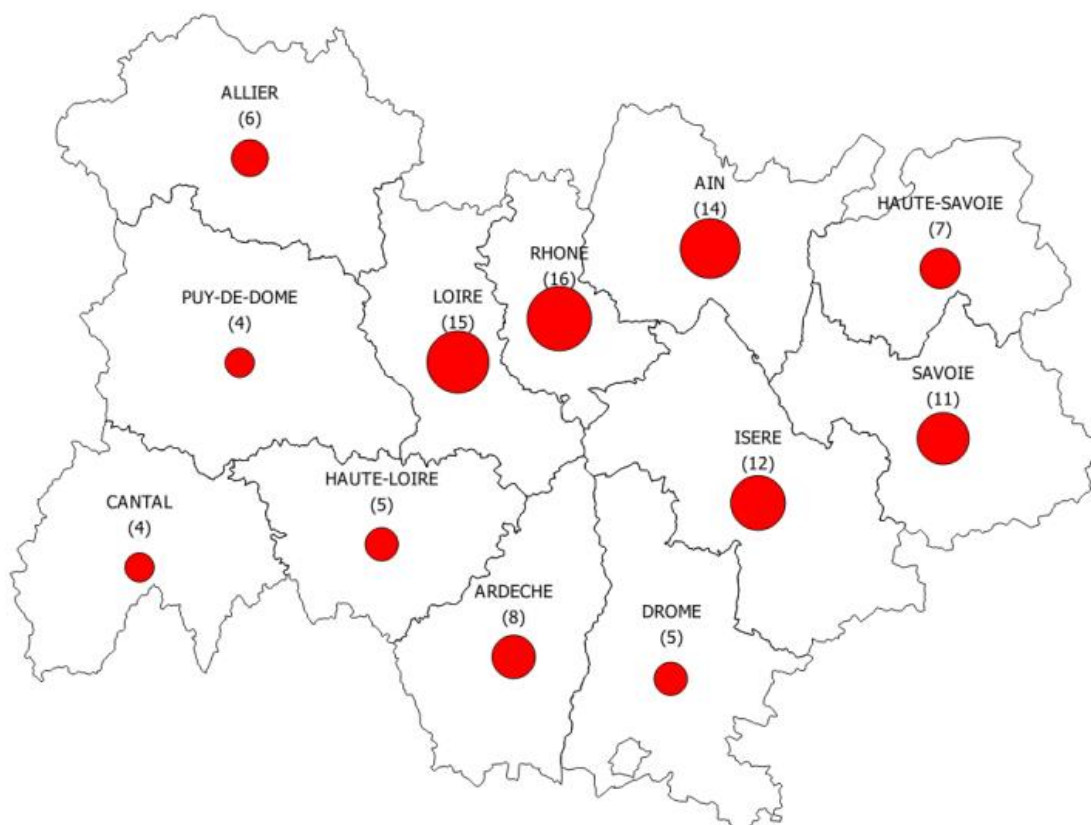 ALLIER
(6)
AIN
(14)
HAUTE-SAVOIE
(7)
RHONE
(16)
PUY-DE-DOME
(4)
LOIRE
(15)
SAVOIE
(11)
ISERE
(12)
HAUTE-LOIRE
(5)
CANTAL
(4)
ARDECHE
(8)
DROME
(5)